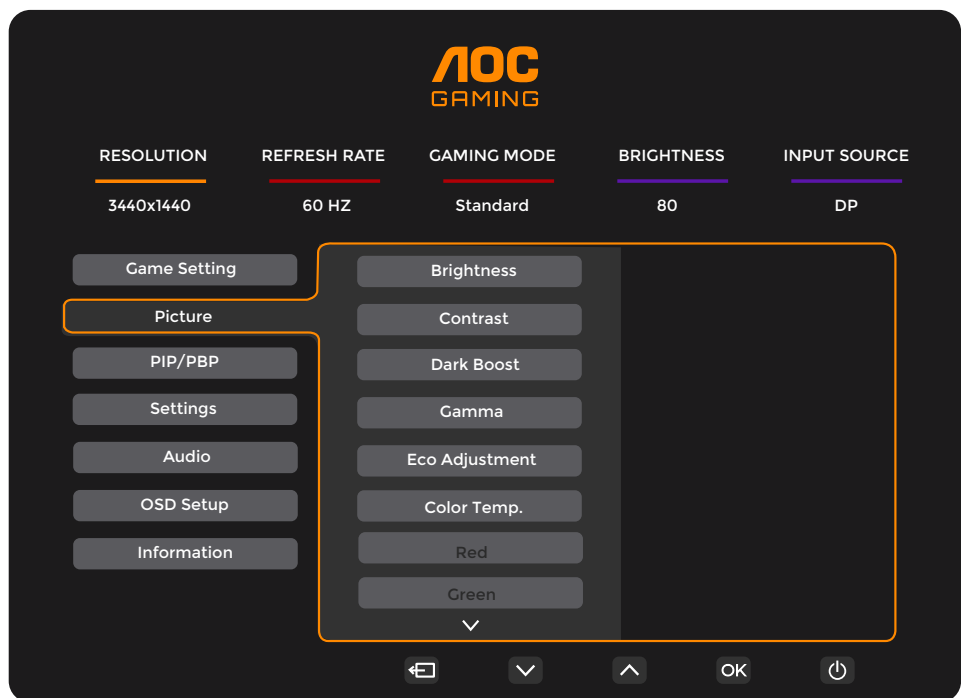 AOC
GAMING
RESOLUTION REFRESH RATE GAMING MODE BRIGHTNESS INPUT SOURCE
3440x1440 60 HZ Standard 80 DP
Game Setting
Picture
PIP/PBP
Settings
Audio
OSD Setup
Information
Brightness
Contrast
Dark Boost
Gamma
Eco Adjustment
Color Temp.
Red
Green
OK